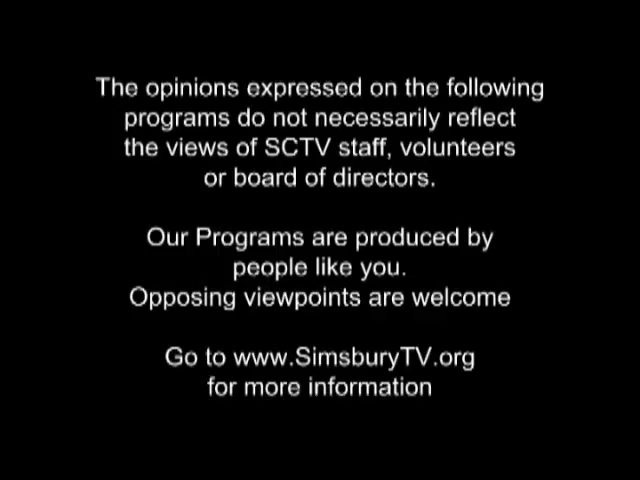 The opinions expressed on the following
programs do not necessarily reflect
the views of SCTV staff, volunteers
or board of directors.
Our Programs are produced by
people like you.
Opposing viewpoints are welcome
Go to www.SimsburyTV.org
for more information